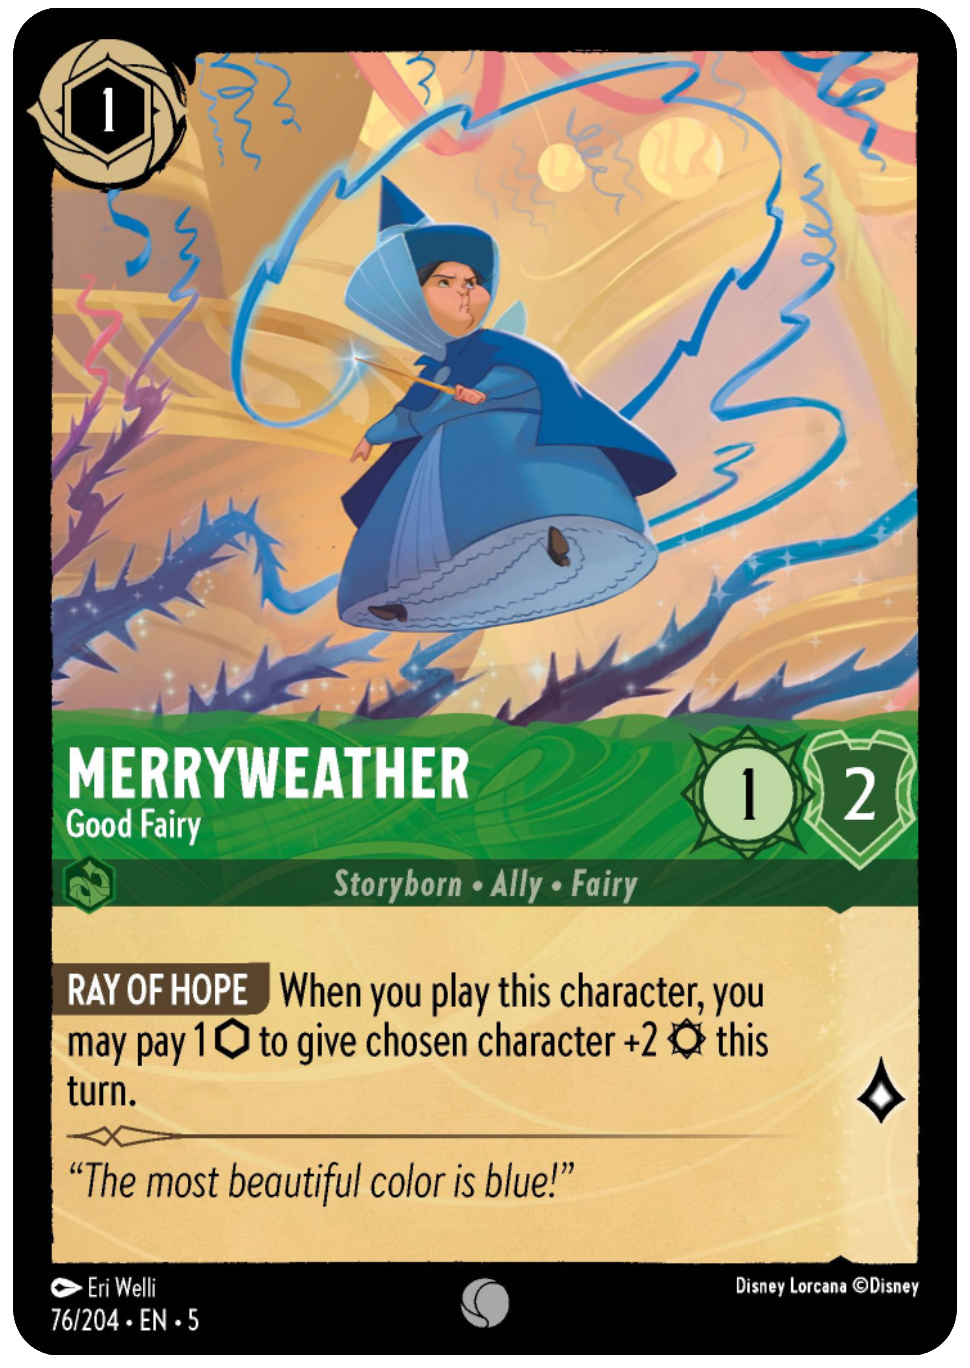 1
MERRYWEATHER
Good Fairy
1 2
Storyborn • Ally • Fairy
RAY OF HOPE When you play this character, you
may pay 1 ⬡ to give chosen character +2 ¤ this
turn.
“The most beautiful color is blue!”
Eri Welli
76/204 • EN • 5
Disney Lorcana ©Disney